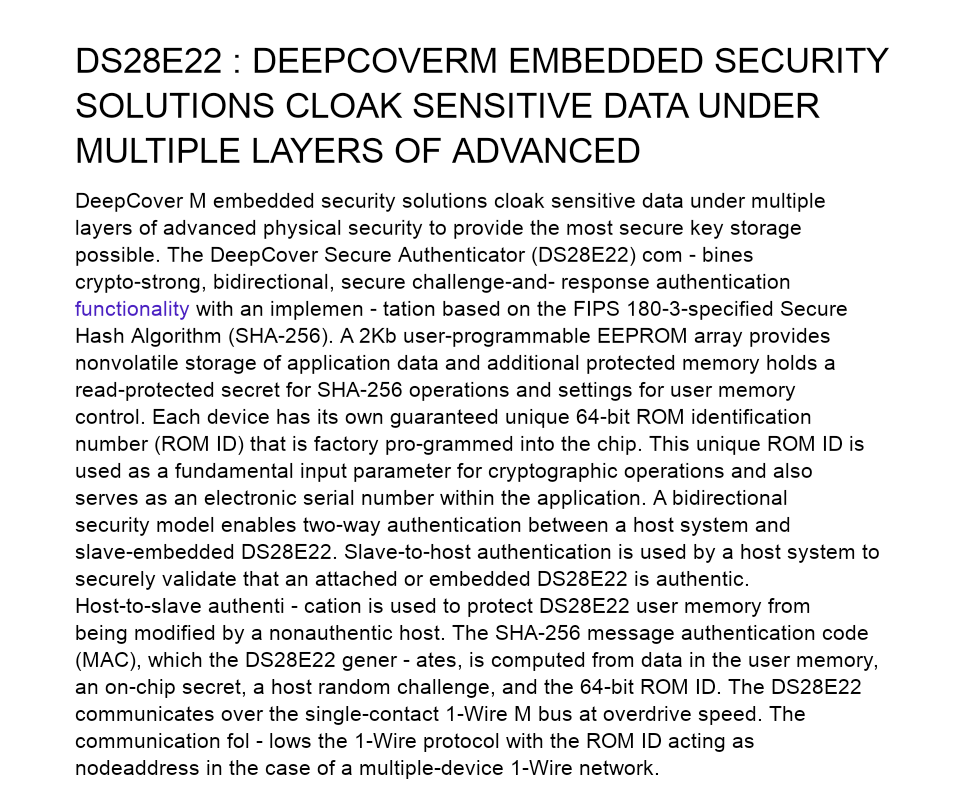 DS28E22 : DEEPCOVERM EMBEDDED SECURITY
SOLUTIONS CLOAK SENSITIVE DATA UNDER
MULTIPLE LAYERS OF ADVANCED
DeepCover M embedded security solutions cloak sensitive data under multiple
layers of advanced physical security to provide the most secure key storage
possible. The DeepCover Secure Authenticator (DS28E22) com - bines
crypto-strong, bidirectional, secure challenge-and- response authentication
functionality with an implemen - tation based on the FIPS 180-3-specified Secure
Hash Algorithm (SHA-256). A 2Kb user-programmable EEPROM array provides
nonvolatile storage of application data and additional protected memory holds a
read-protected secret for SHA-256 operations and settings for user memory
control. Each device has its own guaranteed unique 64-bit ROM identification
number (ROM ID) that is factory pro-grammed into the chip. This unique ROM ID is
used as a fundamental input parameter for cryptographic operations and also
serves as an electronic serial number within the application. A bidirectional
security model enables two-way authentication between a host system and
slave-embedded DS28E22. Slave-to-host authentication is used by a host system to
securely validate that an attached or embedded DS28E22 is authentic.
Host-to-slave authenti - cation is used to protect DS28E22 user memory from
being modified by a nonauthentic host. The SHA-256 message authentication code
(MAC), which the DS28E22 gener - ates, is computed from data in the user memory,
an on-chip secret, a host random challenge, and the 64-bit ROM ID. The DS28E22
communicates over the single-contact 1-Wire M bus at overdrive speed. The
communication fol - lows the 1-Wire protocol with the ROM ID acting as
nodeaddress in the case of a multiple-device 1-Wire network.